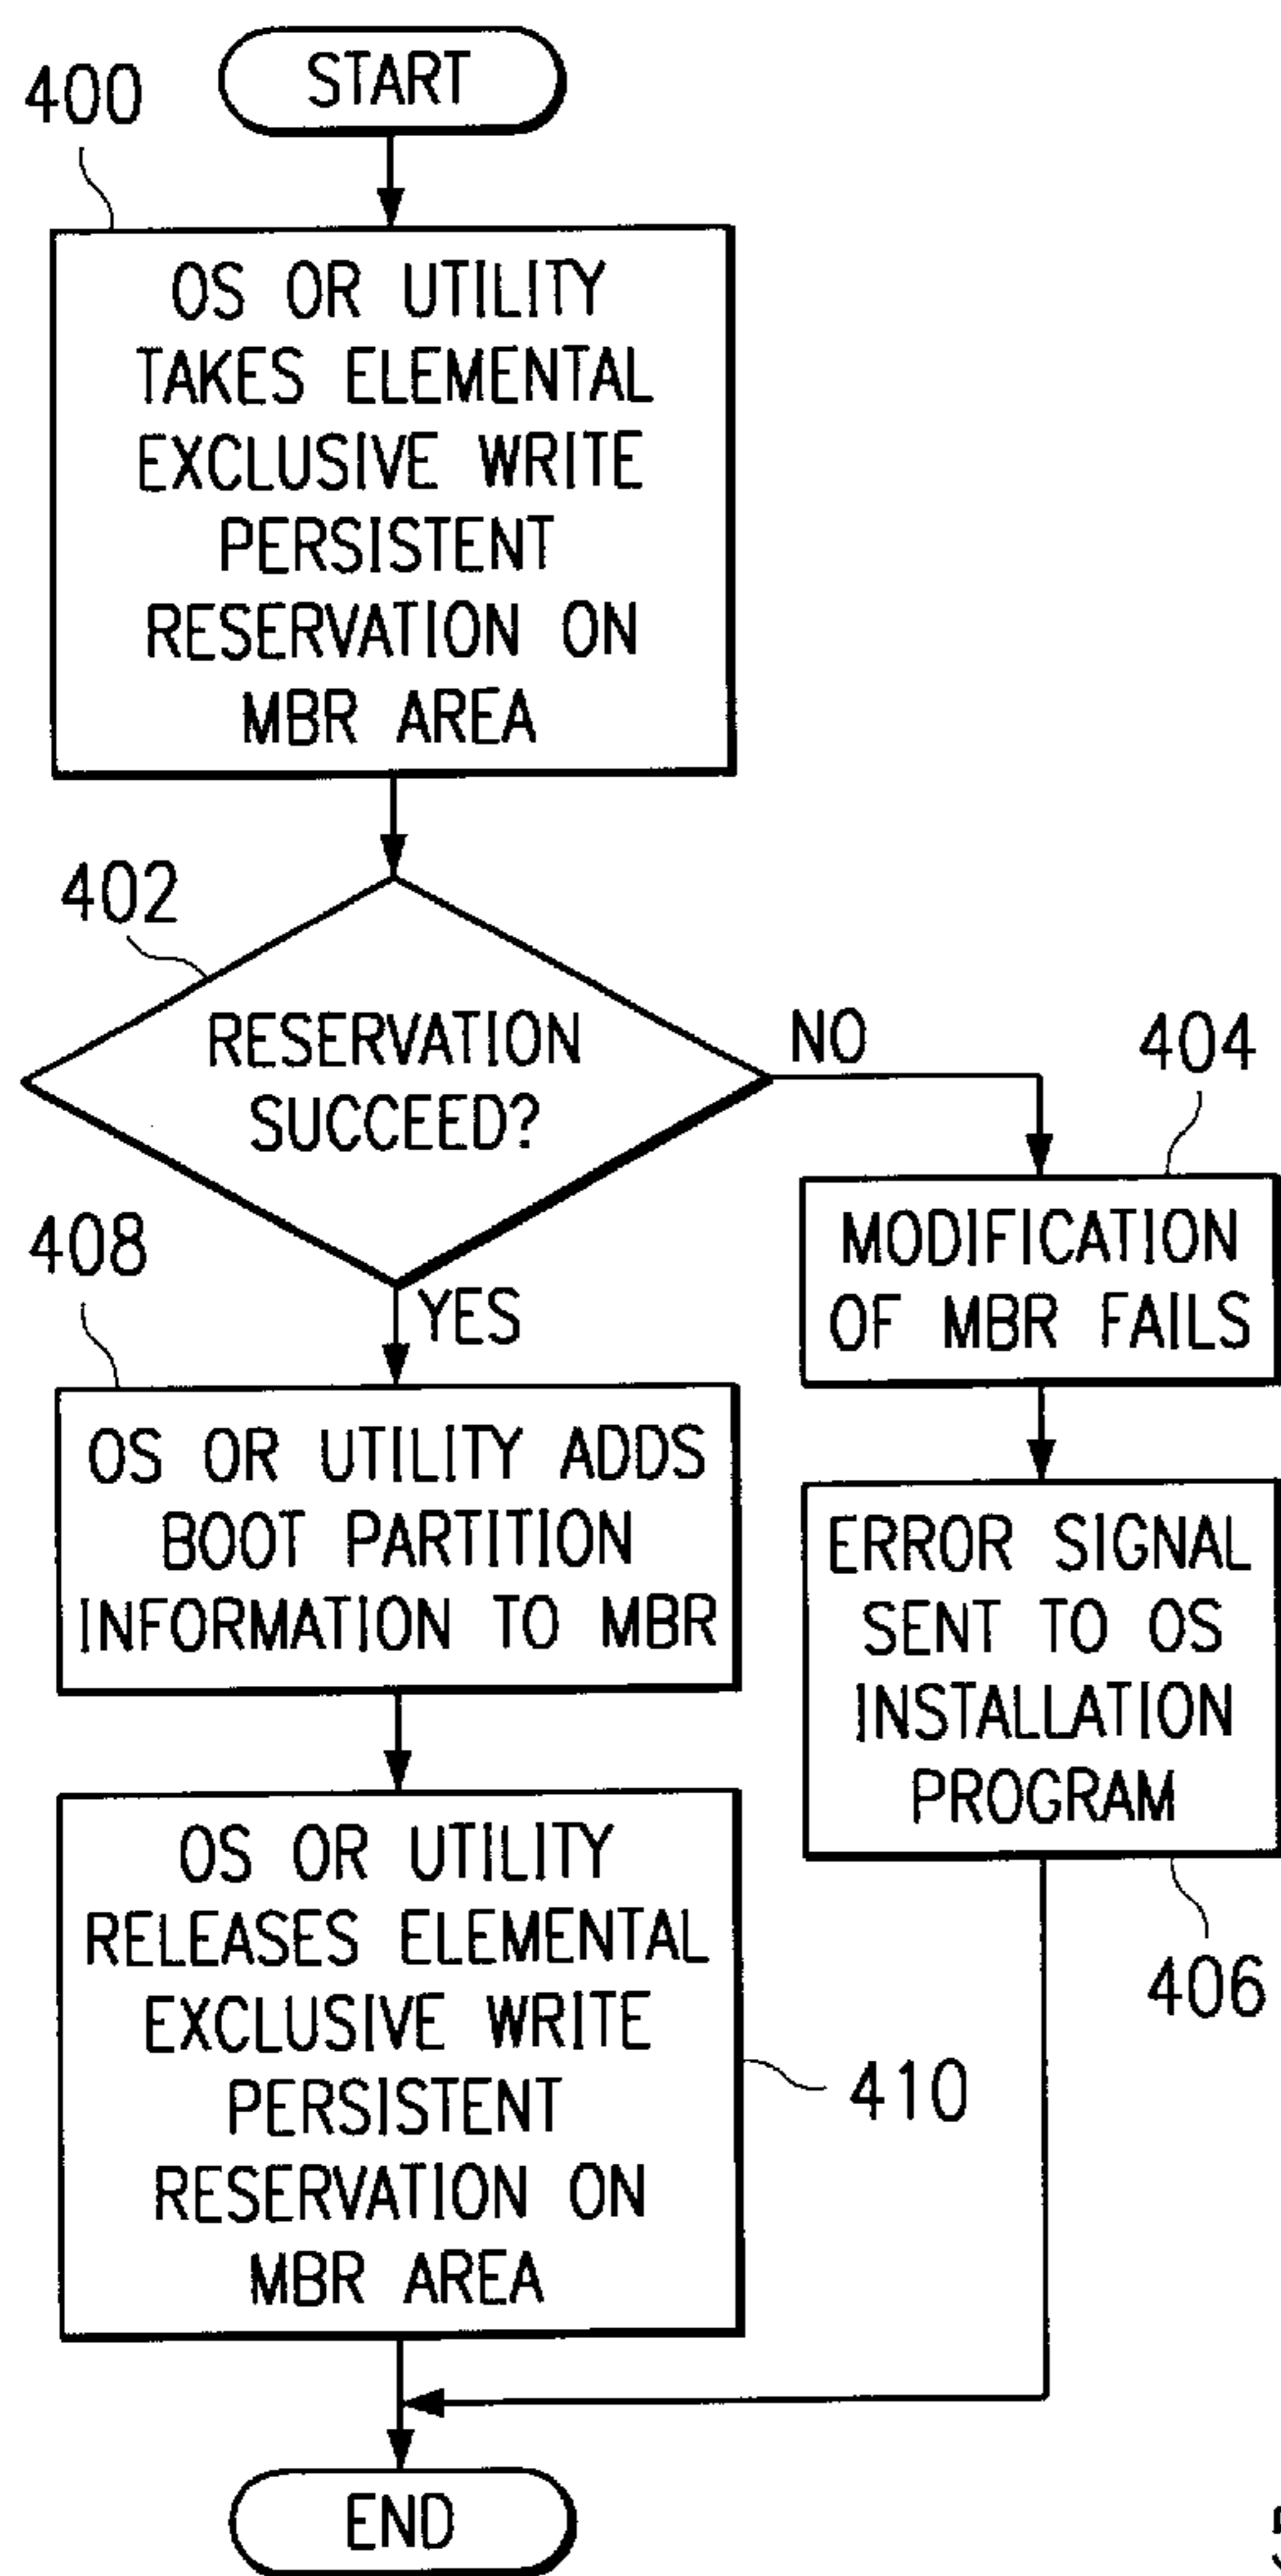 START
400
OS OR UTILITY
TAKES ELEMENTAL
EXCLUSIVE WRITE
PERSISTENT
RESERVATION ON
MBR AREA
402
RESERVATION
SUCCEED?
NO
YES
404
MODIFICATION
OF MBR FAILS
ERROR SIGNAL
SENT TO OS
INSTALLATION
PROGRAM
406
408
OS OR UTILITY ADDS
BOOT PARTITION
INFORMATION TO MBR
OS OR UTILITY
RELEASES ELEMENTAL
EXCLUSIVE WRITE
PERSISTENT
RESERVATION ON
MBR AREA
410
END